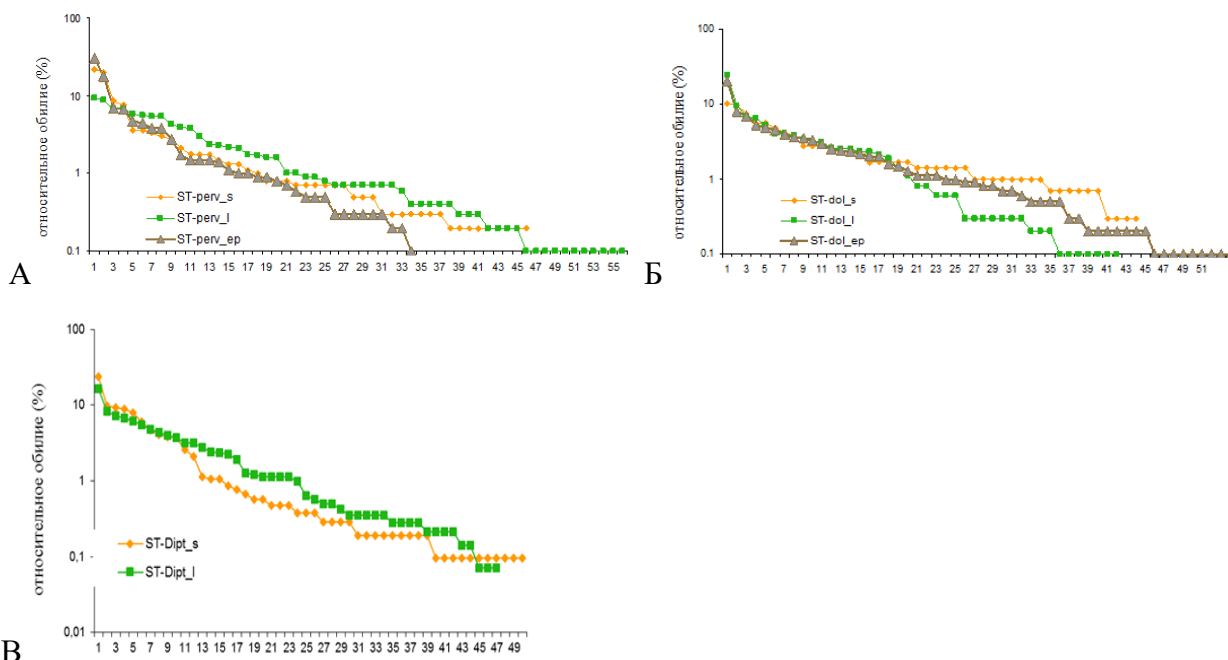 относительное обилие (%)
100
10
1
0.1
ST-perv_s
ST-perv_l
ST-perv_ep
1 3 5 7 9 11 13 15 17 19 21 23 25 27 29 31 33 35 37 39 41 43 45 47 49 51 53 55
А
относительное обилие (%)
100
10
1
0.1
ST-dol_s
ST-dol_l
ST-dol_ep
1 3 5 7 9 11 13 15 17 19 21 23 25 27 29 31 33 35 37 39 41 43 45 47 49 51
Б
относительное обилие (%)
100
10
1
0,1
0,01
ST-Dipt_s
ST-Dipt_l
1 3 5 7 9 11 13 15 17 19 21 23 25 27 29 31 33 35 37 39 41 43 45 47 49
В